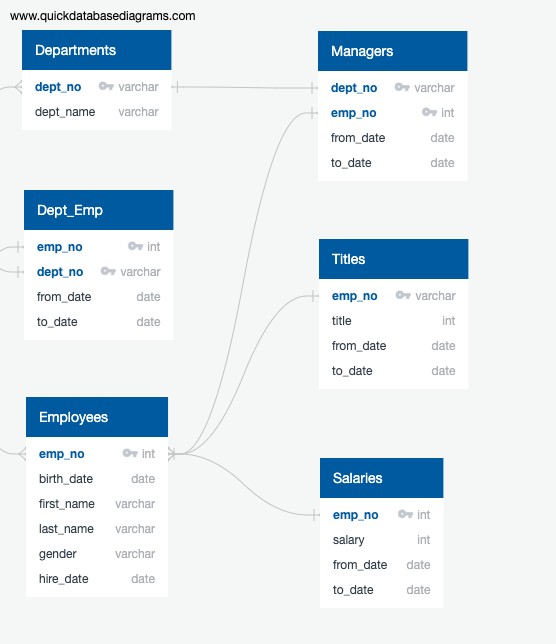 www.quickdatabasediagrams.com
Departments
dept_no varchar
dept_name varchar
Managers
dept_no varchar
emp_no int
from_date date
to_date date
Dept_Emp
emp_no int
dept_no varchar
from_date date
to_date date
Titles
emp_no varchar
title int
from_date date
to_date date
Employees
emp_no int
birth_date date
first_name varchar
last_name varchar
gender varchar
hire_date date
Salaries
emp_no int
salary int
from_date date
to_date date